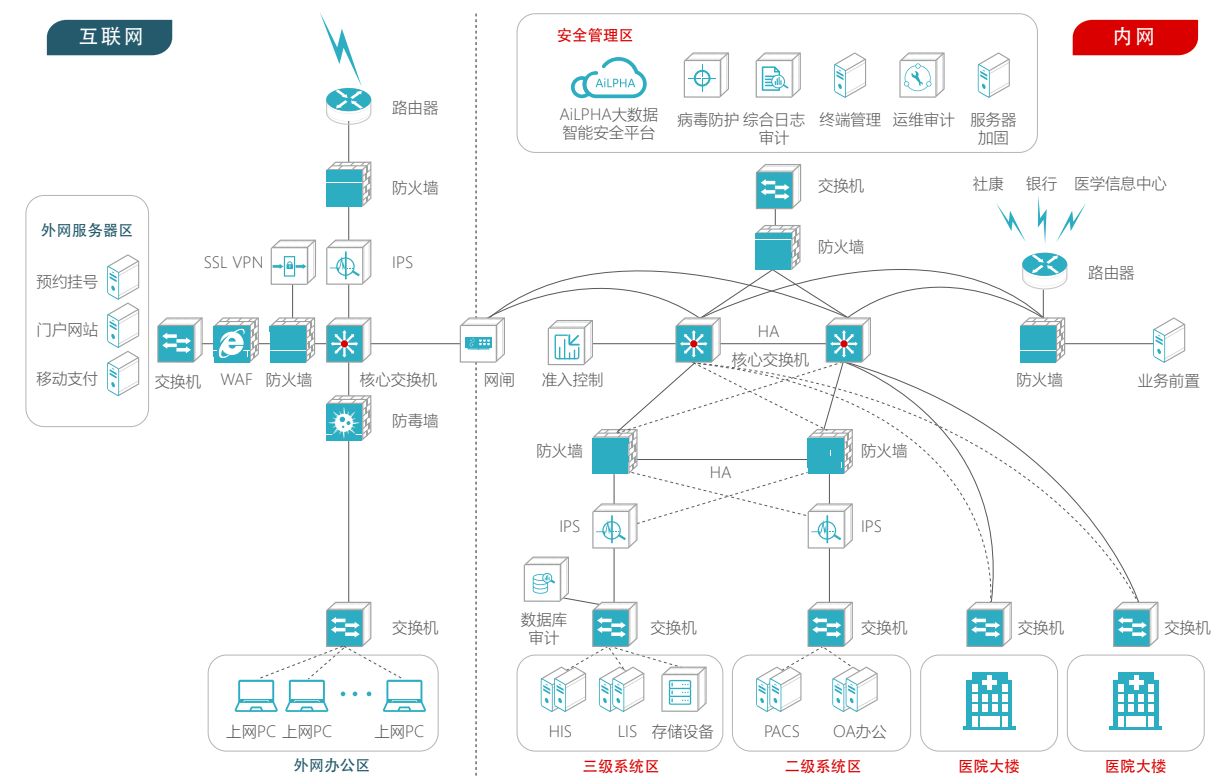 互联网
路由器
防火墙
外网服务器区
预约挂号
门户网站
移动支付
SSL VPN
IPS
交换机
WAF
防火墙
核心交换机
网闸
防毒墙
交换机
上网PC
上网PC
上网PC
外网办公区
内网
安全管理区
AiLPHA
AiLPHA大数据
智能安全平台
病毒防护
综合日志
审计
终端管理
运维审计
服务器
加固
交换机
防火墙
社康
银行
医学信息中心
路由器
准入控制
HA
核心交换机
防火墙
业务前置
防火墙
HA
防火墙
IPS
IPS
数据库
审计
交换机
交换机
交换机
交换机
HIS
LIS
存储设备
PACS
OA办公
三级系统区
二级系统区
医院大楼
医院大楼